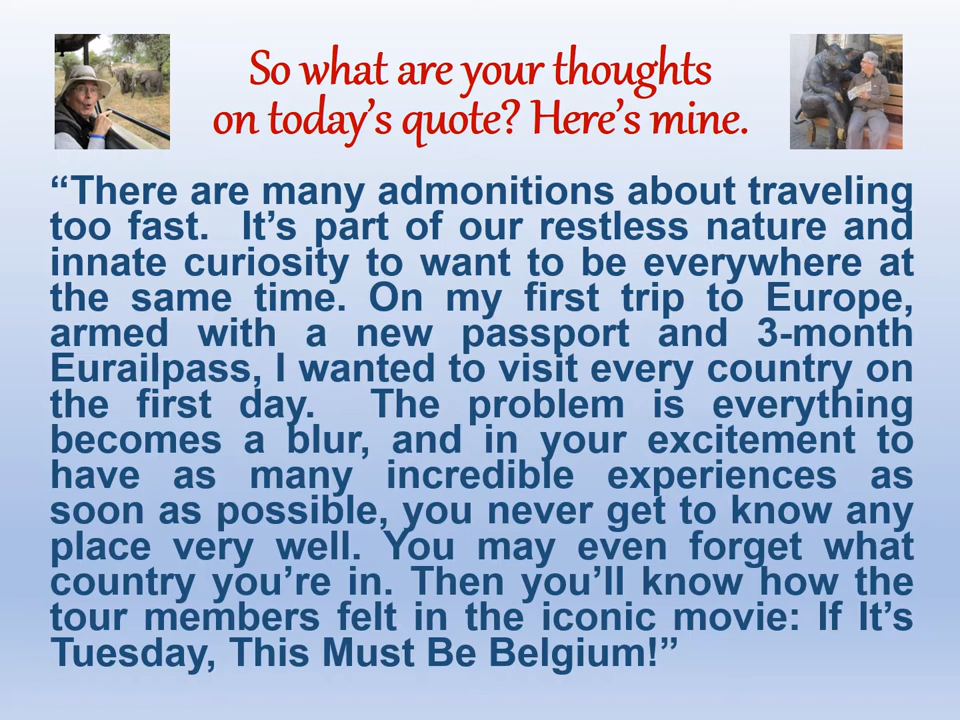 So what are your thoughts
on today’s quote? Here’s mine.
“There are many admonitions about traveling
too fast.  It’s part of our restless nature and
innate curiosity to want to be everywhere at
the same time. On my first trip to Europe,
armed with a new passport and 3-month
Eurailpass, I wanted to visit every country on
the first day.  The problem is everything
becomes a blur, and in your excitement to
have as many incredible experiences as
soon as possible, you never get to know any
place very well. You may even forget what
country you’re in. Then you’ll know how the
tour members felt in the iconic movie: If It’s
Tuesday, This Must Be Belgium!”